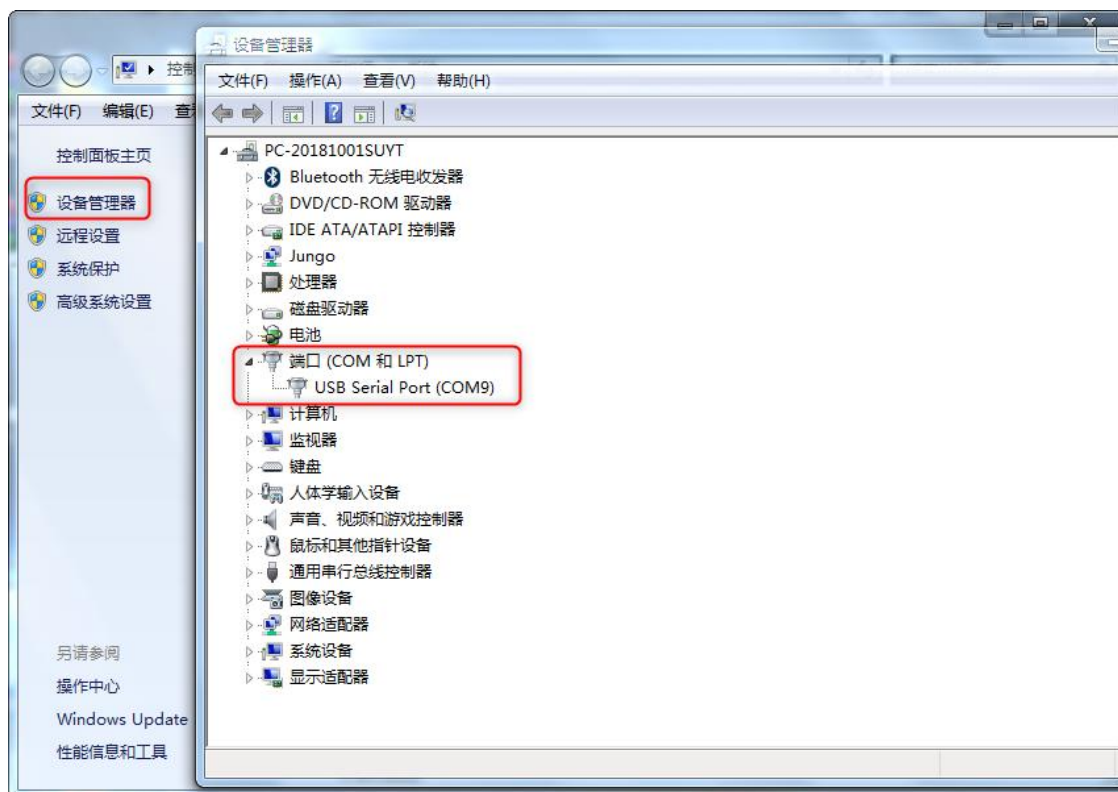 设备管理器
控制
文件(F) 编辑(E) 查看
控制面板主页
设备管理器
远程设置
系统保护
高级系统设置
另请参阅
操作中心
Windows Update
性能信息和工具
文件(F) 操作(A) 查看(V) 帮助(H)
PC-20181001SUYT
Bluetooth 无线电收发器
DVD/CD-ROM 驱动器
IDE ATA/ATAPI 控制器
Jungo
处理器
磁盘驱动器
电池
端口 (COM 和 LPT)
USB Serial Port (COM9)
计算机
监视器
键盘
人体学输入设备
声音、视频和游戏控制器
鼠标和其他指针设备
通用串行总线控制器
图像设备
网络适配器
系统设备
显示适配器